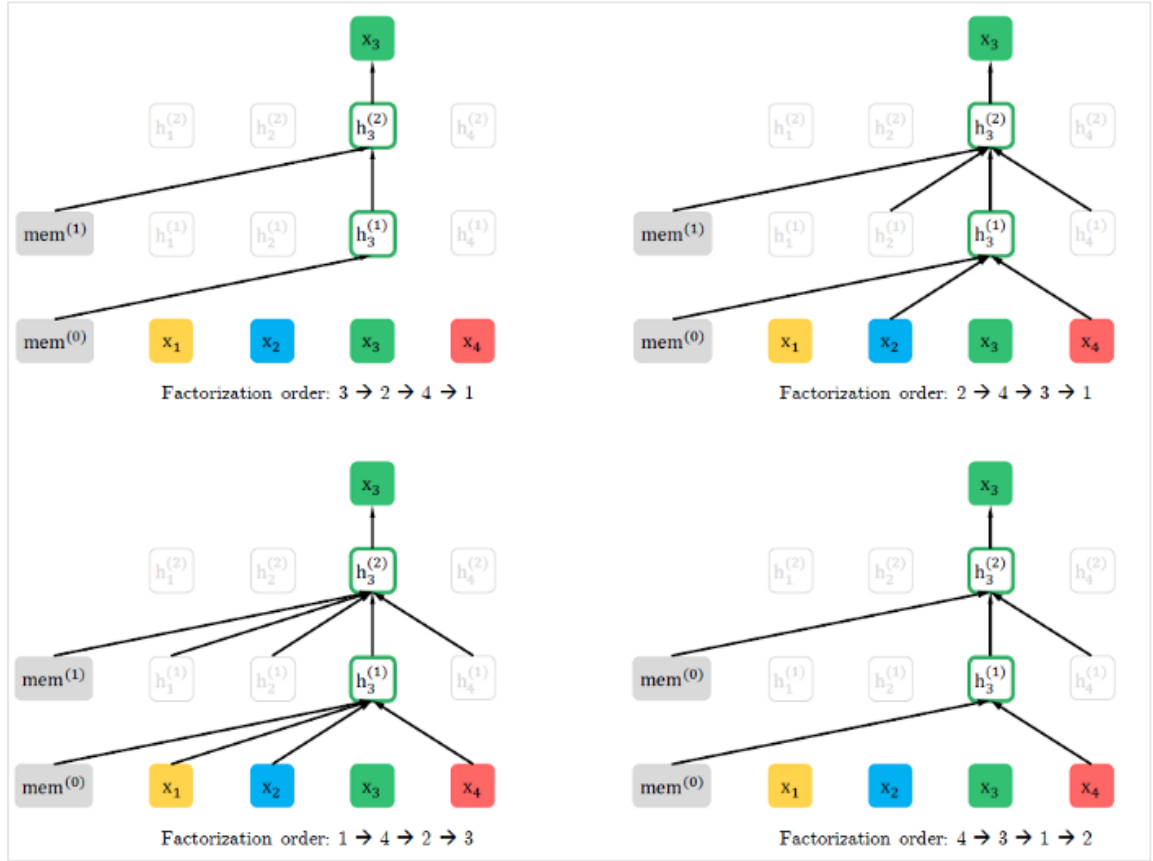 x₃ x₃
h₁⁽²⁾ h₂⁽²⁾ h₃⁽²⁾ h₄⁽²⁾ h₁⁽²⁾ h₂⁽²⁾ h₃⁽²⁾ h₄⁽²⁾
mem⁽¹⁾ h₁⁽¹⁾ h₂⁽¹⁾ h₃⁽¹⁾ h₄⁽¹⁾ mem⁽¹⁾ h₁⁽¹⁾ h₂⁽¹⁾ h₃⁽¹⁾ h₄⁽¹⁾
mem⁽⁰⁾ x₁ x₂ x₃ x₄ mem⁽⁰⁾ x₁ x₂ x₃ x₄
Factorization order: 3 → 2 → 4 → 1 Factorization order: 2 → 4 → 3 → 1
x₃ x₃
h₁⁽²⁾ h₂⁽²⁾ h₃⁽²⁾ h₄⁽²⁾ h₁⁽²⁾ h₂⁽²⁾ h₃⁽²⁾ h₄⁽²⁾
mem⁽¹⁾ h₁⁽¹⁾ h₂⁽¹⁾ h₃⁽¹⁾ h₄⁽¹⁾ mem⁽⁰⁾ h₁⁽¹⁾ h₂⁽¹⁾ h₃⁽¹⁾ h₄⁽¹⁾
mem⁽⁰⁾ x₁ x₂ x₃ x₄ mem⁽⁰⁾ x₁ x₂ x₃ x₄
Factorization order: 1 → 4 → 2 → 3 Factorization order: 4 → 3 → 1 → 2